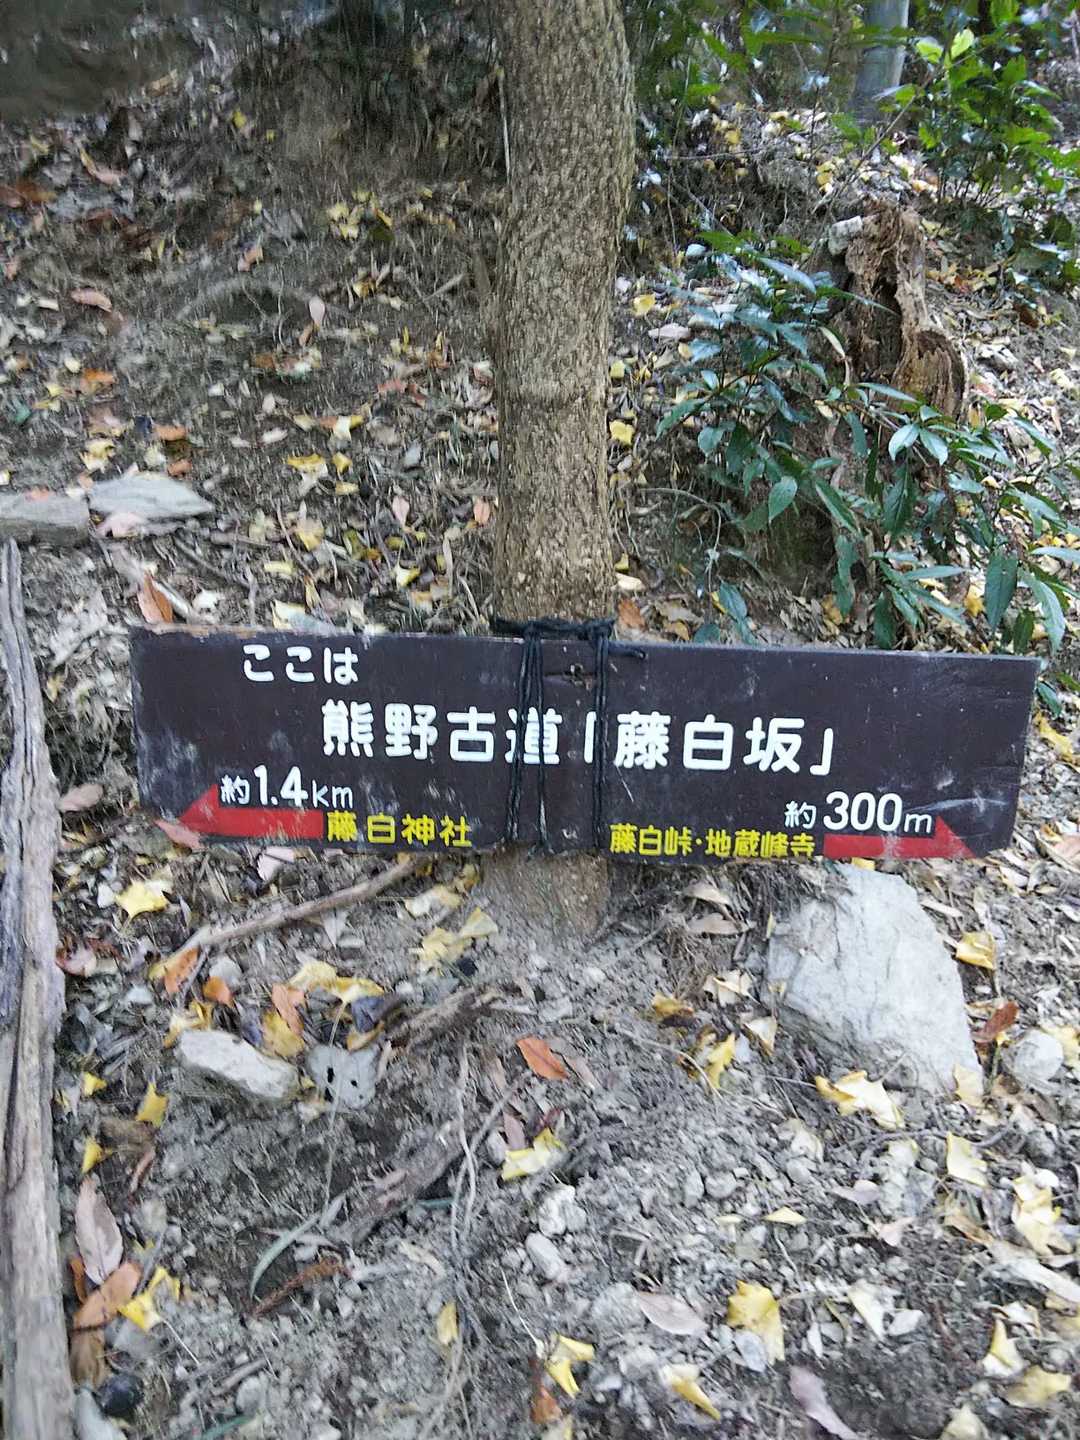 ここは
熊野古道「藤白坂」
約1.4km
藤白神社
約300m
藤白峠・地蔵峰寺